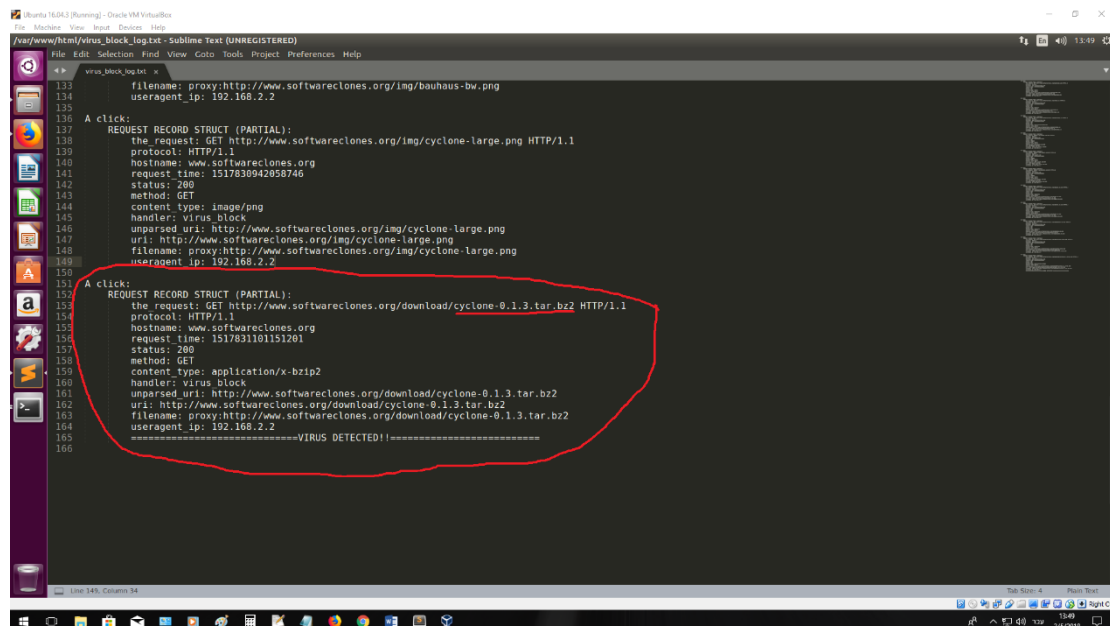 Ubuntu 16.04.3 [Running] - Oracle VM VirtualBox
File Machine View Input Devices Help
/var/www/html/virus_block_log.txt - Sublime Text (UNREGISTERED)
En 13:49
File Edit Selection Find View Goto Tools Project Preferences Help
virus_block_log.txt x
133 filename: proxy:http://www.softwareclones.org/img/bauhaus-bw.png
134 useragent_ip: 192.168.2.2
135
136 A click:
137 REQUEST RECORD STRUCT (PARTIAL):
138 the_request: GET http://www.softwareclones.org/img/cyclone-large.png HTTP/1.1
139 protocol: HTTP/1.1
140 hostname: www.softwareclones.org
141 request_time: 1517830942058746
142 status: 200
143 method: GET
144 content_type: image/png
145 handler: virus_block
146 unparsed_uri: http://www.softwareclones.org/img/cyclone-large.png
147 uri: http://www.softwareclones.org/img/cyclone-large.png
148 filename: proxy:http://www.softwareclones.org/img/cyclone-large.png
149 useragent_ip: 192.168.2.2
150
151 A click:
152 REQUEST RECORD STRUCT (PARTIAL):
153 the_request: GET http://www.softwareclones.org/download/cyclone-0.1.3.tar.bz2 HTTP/1.1
154 protocol: HTTP/1.1
155 hostname: www.softwareclones.org
156 request_time: 1517831101151201
157 status: 200
158 method: GET
159 content_type: application/x-bzip2
160 handler: virus_block
161 unparsed_uri: http://www.softwareclones.org/download/cyclone-0.1.3.tar.bz2
162 uri: http://www.softwareclones.org/download/cyclone-0.1.3.tar.bz2
163 filename: proxy:http://www.softwareclones.org/download/cyclone-0.1.3.tar.bz2
164 useragent_ip: 192.168.2.2
165 =============================VIRUS DETECTED!!==========================
166
Line 149, Column 34
Tab Size: 4 Plain Text
Right C
עבר 13:49